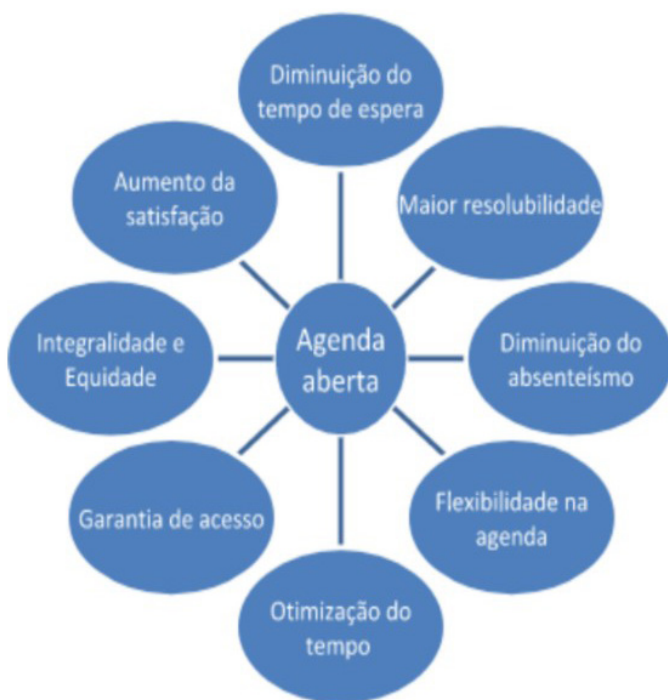 Diminuição do
tempo de espera
Maior resolubilidade
Diminuição do
absenteísmo
Flexibilidade na
agenda
Otimização do
tempo
Garantia de acesso
Integralidade e
Equidade
Aumento da
satisfação
Agenda
aberta